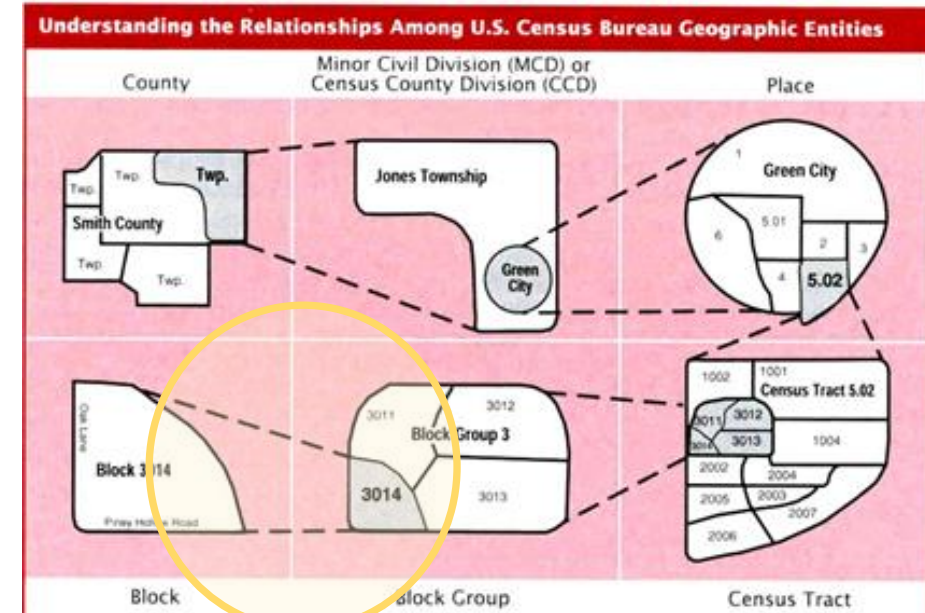 Understanding the Relationships Among U.S. Census Bureau Geographic Entities
County
Minor Civil Division (MCD) or
Census County Division (CCD)
Place
Twp.
Twp.
Twp.
Smith County
Twp.
Twp.
Jones Township
Green
City
1
Green City
5.01
6
2
3
4
5.02
Oak Lane
Block 3014
Piney Hollow Road
3011
3012
Block Group 3
3014
3013
1002
1001
Census Tract 5.02
3011
3012
3014
3013
1004
2002
2004
2005
2003
2007
2006
Block
Block Group
Census Tract